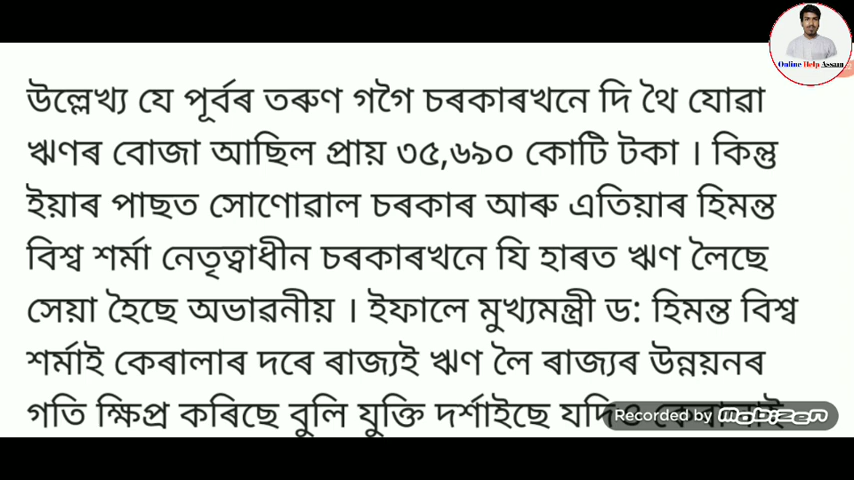 Online Help Assam
উল্লেখ্য যে পূৰ্বৰ তৰুণ গগৈ চৰকাৰখনে দি থৈ যোৱা
ঋণৰ বোজা আছিল প্ৰায় ৩৫,৬৯০ কোটি টকা । কিন্তু
ইয়াৰ পাছত সোণোৱাল চৰকাৰ আৰু এতিয়াৰ হিমন্ত
বিশ্ব শৰ্মা নেতৃত্বাধীন চৰকাৰখনে যি হাৰত ঋণ লৈছে
সেয়া হৈছে অভাৱনীয় । ইফালে মুখ্যমন্ত্ৰী ড: হিমন্ত বিশ্ব
শৰ্মাই কেৰালাৰ দৰে ৰাজ্যই ঋণ লৈ ৰাজ্যৰ উন্নয়নৰ
গতি ক্ষিপ্ৰ কৰিছে বুলি যুক্তি দৰ্শাইছে যদিও
Recorded by MOBIZEN